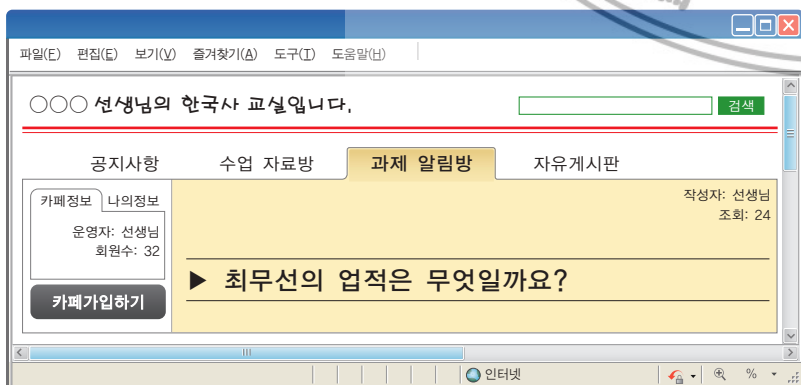 파일(F) 편집(E) 보기(V) 즐겨찾기(A) 도구(T) 도움말(H)
○○○ 선생님의 한국사 교실입니다.
검색
공지사항 수업 자료방 과제 알림방 자유게시판
카페정보 나의정보
작성자: 선생님
조회: 24
운영자: 선생님
회원수: 32
▶ 최무선의 업적은 무엇일까요?
카페가입하기
인터넷
%